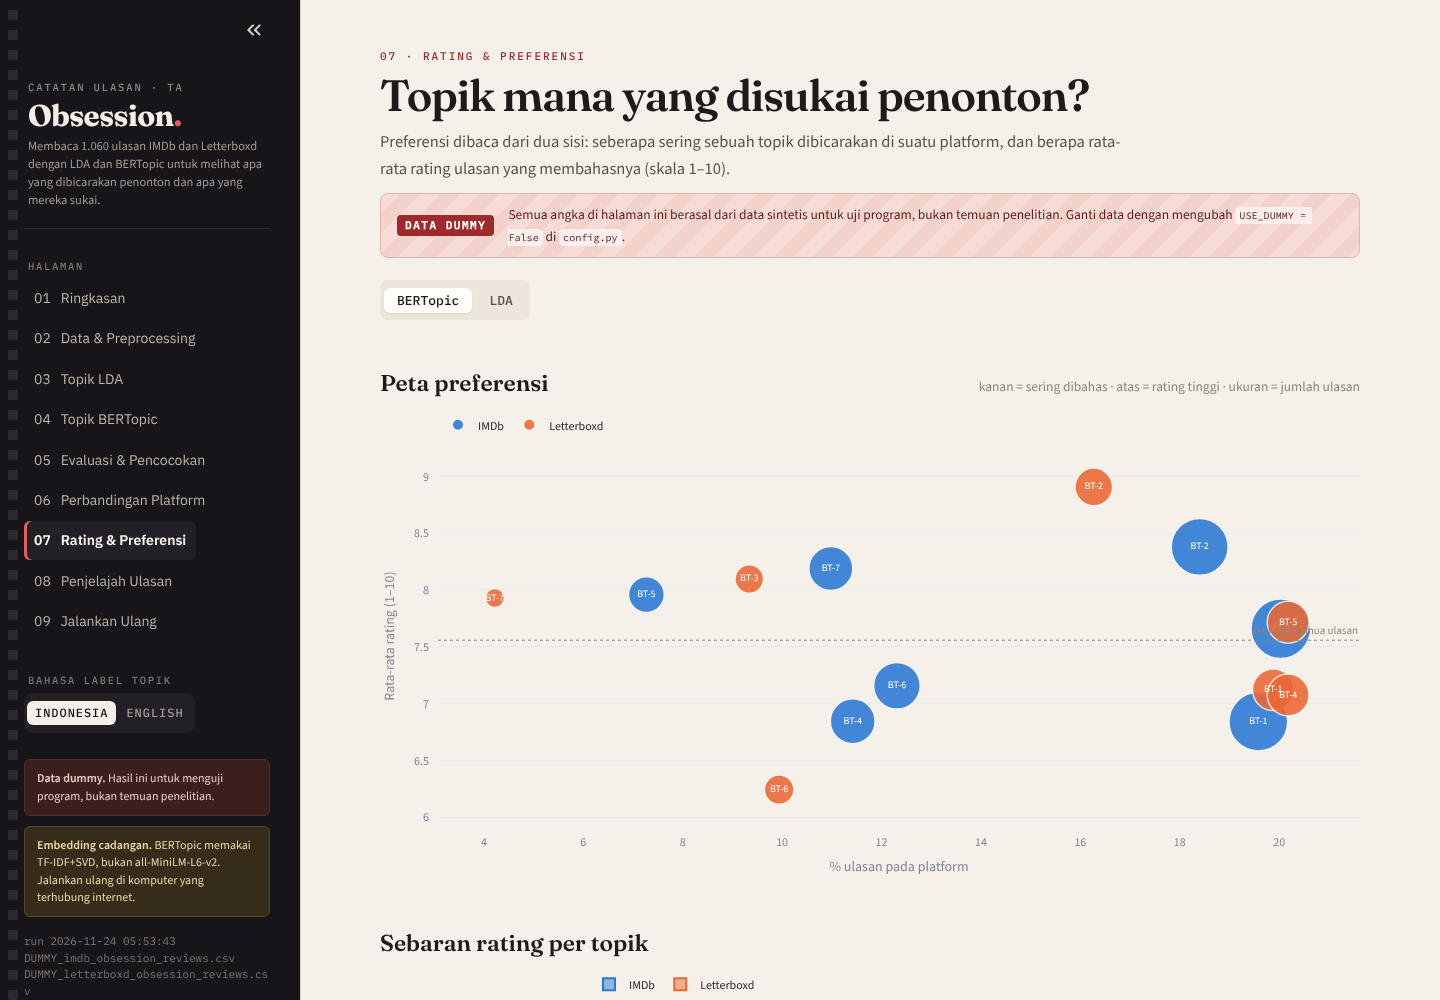 CATATAN ULASAN · TA
Obsession.
Membaca 1.060 ulasan IMDb dan Letterboxd
dengan LDA dan BERTopic untuk melihat apa
yang dibicarakan penonton dan apa yang
mereka sukai.
HALAMAN
01 Ringkasan
02 Data & Preprocessing
03 Topik LDA
04 Topik BERTopic
05 Evaluasi & Pencocokan
06 Perbandingan Platform
07 Rating & Preferensi
08 Penjelajah Ulasan
09 Jalankan Ulang
BAHASA LABEL TOPIK
INDONESIA ENGLISH
Data dummy. Hasil ini untuk menguji
program, bukan temuan penelitian.
Embedding cadangan. BERTopic memakai
TF-IDF+SVD, bukan all-MiniLM-L6-v2.
Jalankan ulang di komputer yang
terhubung internet.
run 2026-11-24 05:53:43
DUMMY_imdb_obsession_reviews.csv
DUMMY_letterboxd_obsession_reviews.cs
v
07 · RATING & PREFERENSI
Topik mana yang disukai penonton?
Preferensi dibaca dari dua sisi: seberapa sering sebuah topik dibicarakan di suatu platform, dan berapa rata-
rata rating ulasan yang membahasnya (skala 1–10).
DATA DUMMY
Semua angka di halaman ini berasal dari data sintetis untuk uji program, bukan temuan penelitian. Ganti data dengan mengubah USE_DUMMY =
False di config.py.
BERTopic LDA
Peta preferensi
kanan = sering dibahas · atas = rating tinggi · ukuran = jumlah ulasan
IMDb Letterboxd
Rata-rata rating (1–10)
9
8.5
8
7.5
7
6.5
6
BT-2
BT-2
BT-7
BT-3
BT-5
BT-7
BT-5
ulasan
BT-6
BT-1
BT-4
BT-4
BT-1
BT-6
4 6 8 10 12 14 16 18 20
% ulasan pada platform
Sebaran rating per topik
IMDb Letterboxd